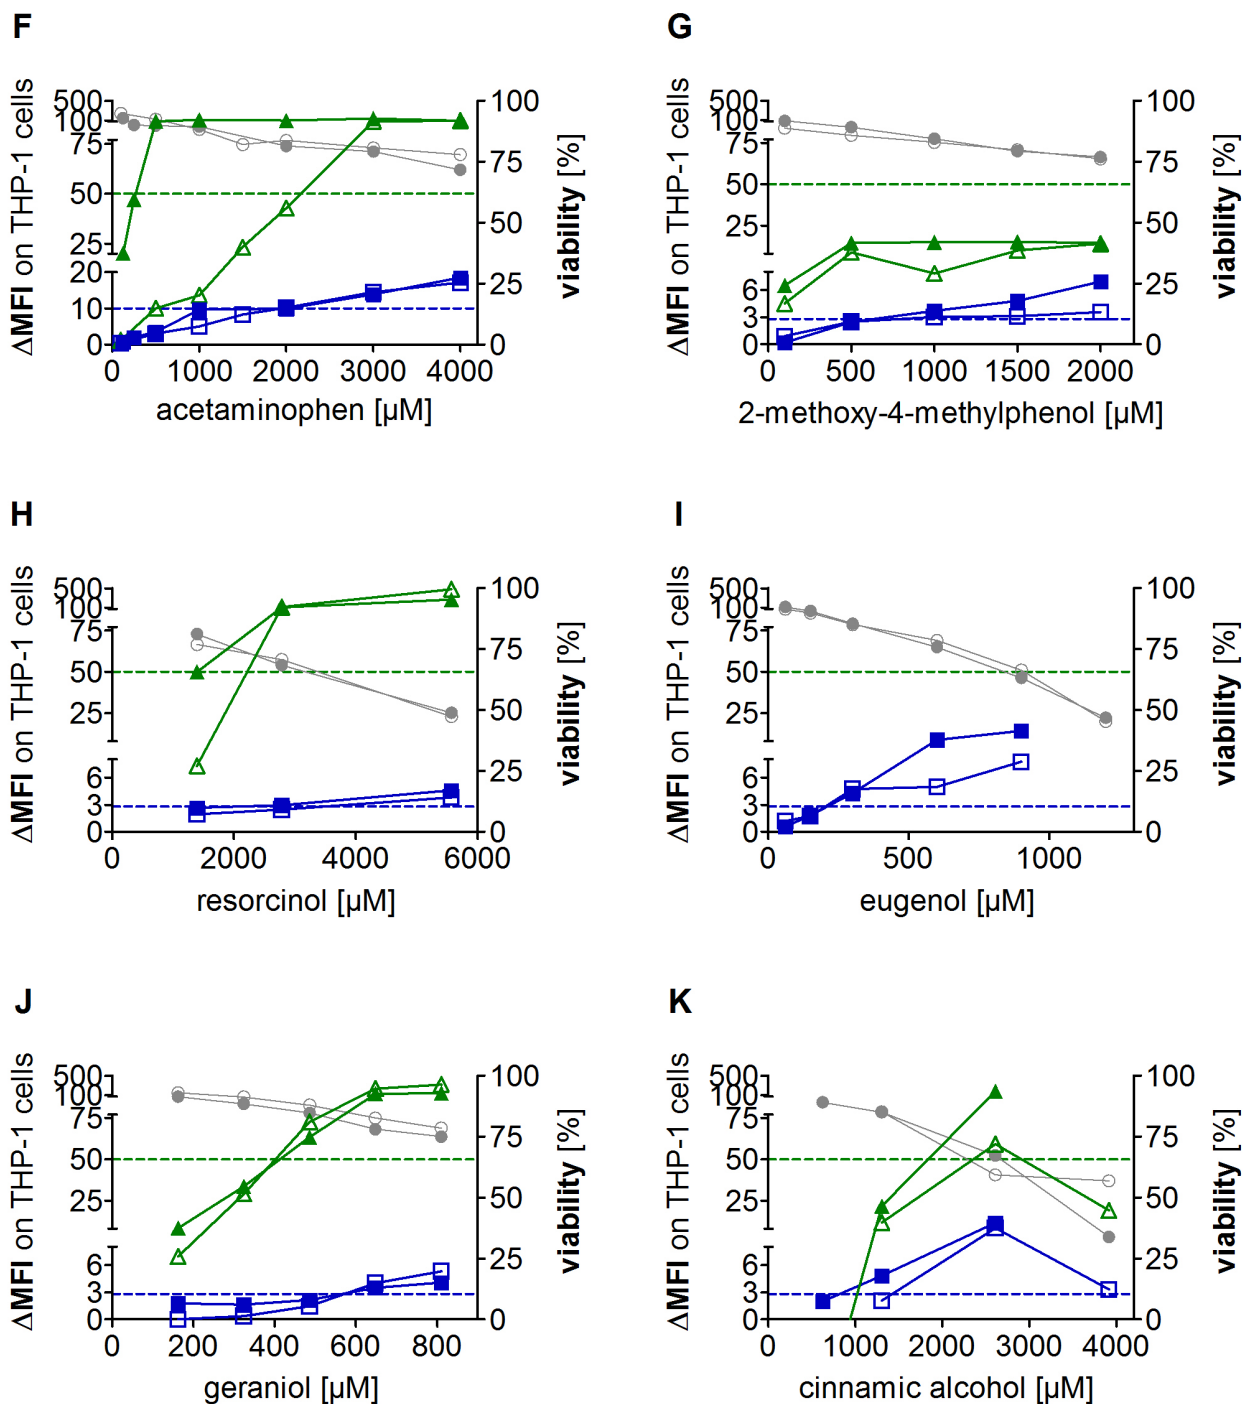 F
ΔMFI on THP-1 cells
500
100
75
50
25
20
10
0
100
75
50
25
0
viability [%]
0 1000 2000 3000 4000
acetaminophen [µM]
G
ΔMFI on THP-1 cells
500
100
75
50
25
6
3
0
100
75
50
25
0
viability [%]
0 500 1000 1500 2000
2-methoxy-4-methylphenol [µM]
H
ΔMFI on THP-1 cells
500
100
75
50
25
6
3
0
100
75
50
25
0
viability [%]
0 2000 4000 6000
resorcinol [µM]
I
ΔMFI on THP-1 cells
500
100
75
50
25
6
3
0
100
75
50
25
0
viability [%]
0 500 1000
eugenol [µM]
J
ΔMFI on THP-1 cells
500
100
75
50
25
6
3
0
100
75
50
25
0
viability [%]
0 200 400 600 800
geraniol [µM]
K
ΔMFI on THP-1 cells
500
100
75
50
25
6
3
0
100
75
50
25
0
viability [%]
0 1000 2000 3000 4000
cinnamic alcohol [µM]